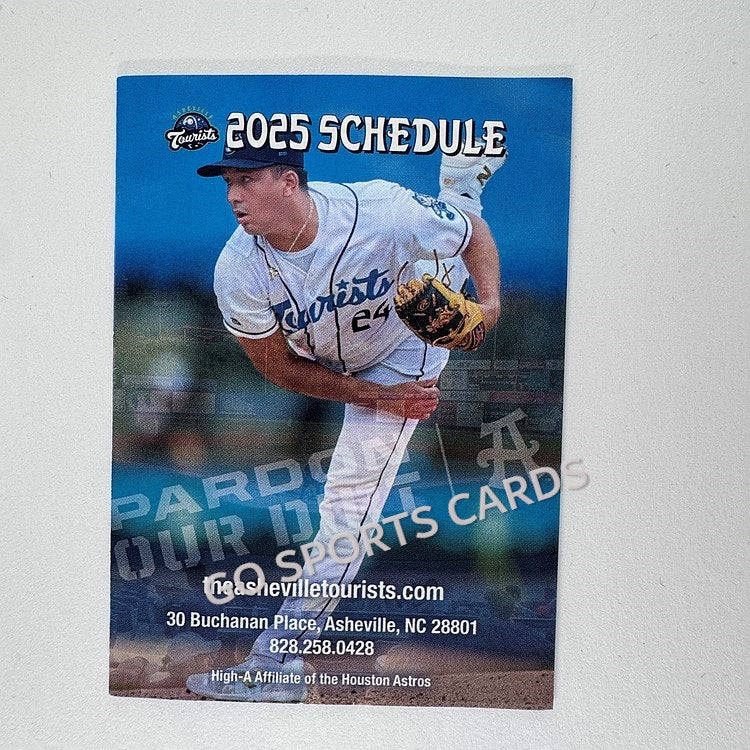 ASHEVILLE
Tourists
2025 SCHEDULE
N
Tourists
24
PARDON
OUR DUST
A
GO SPORTS CARDS
theashevilletourists.com
30 Buchanan Place, Asheville, NC 28801
828.258.0428
High-A Affiliate of the Houston Astros